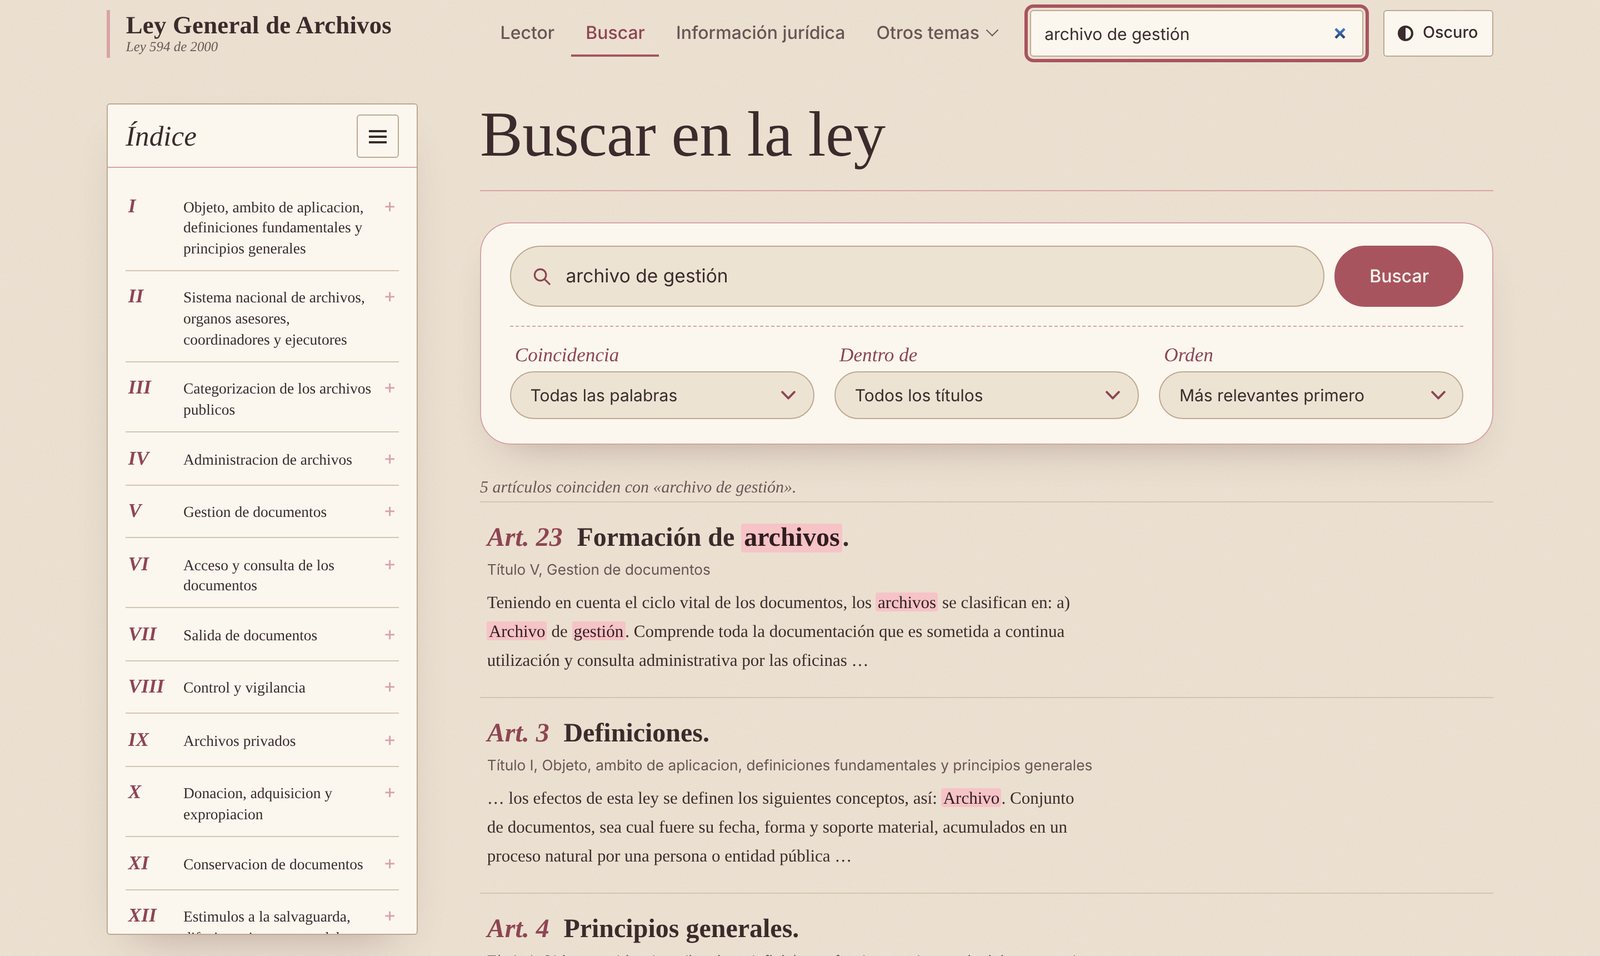 Ley General de Archivos
Ley 594 de 2000
Lector
Buscar
Información jurídica
Otros temas
archivo de gestión
Oscuro
Índice
I
Objeto, ambito de aplicacion,
definiciones fundamentales y
principios generales
II
Sistema nacional de archivos,
organos asesores,
coordinadores y ejecutores
III
Categorizacion de los archivos
publicos
IV
Administracion de archivos
V
Gestion de documentos
VI
Acceso y consulta de los
documentos
VII
Salida de documentos
VIII
Control y vigilancia
IX
Archivos privados
X
Donacion, adquisicion y
expropiacion
XI
Conservacion de documentos
XII
Estimulos a la salvaguarda,
Buscar en la ley
archivo de gestión
Buscar
Coincidencia
Dentro de
Orden
Todas las palabras
Todos los títulos
Más relevantes primero
5 artículos coinciden con «archivo de gestión».
Art. 23 Formación de archivos.
Título V, Gestion de documentos
Teniendo en cuenta el ciclo vital de los documentos, los archivos se clasifican en: a)
Archivo de gestión. Comprende toda la documentación que es sometida a continua
utilización y consulta administrativa por las oficinas …
Art. 3 Definiciones.
Título I, Objeto, ambito de aplicacion, definiciones fundamentales y principios generales
… los efectos de esta ley se definen los siguientes conceptos, así: Archivo. Conjunto
de documentos, sea cual fuere su fecha, forma y soporte material, acumulados en un
proceso natural por una persona o entidad pública …
Art. 4 Principios generales.